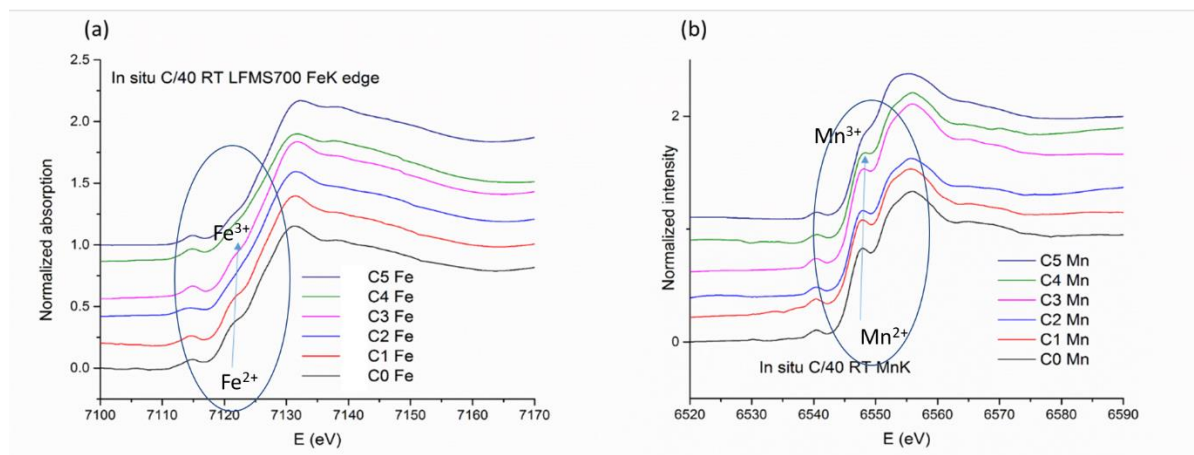 (a)
In situ C/40 RT LFMS700 FeK edge
Normalized absorption
2.5
2.0
1.5
1.0
0.5
0.0
Fe³⁺
Fe²⁺
C5 Fe
C4 Fe
C3 Fe
C2 Fe
C1 Fe
C0 Fe
7100 7110 7120 7130 7140 7150 7160 7170
E (eV)
(b)
Normalized intensity
2
0
Mn³⁺
Mn²⁺
C5 Mn
C4 Mn
C3 Mn
C2 Mn
C1 Mn
C0 Mn
In situ C/40 RT MnK
6520 6530 6540 6550 6560 6570 6580 6590
E (eV)